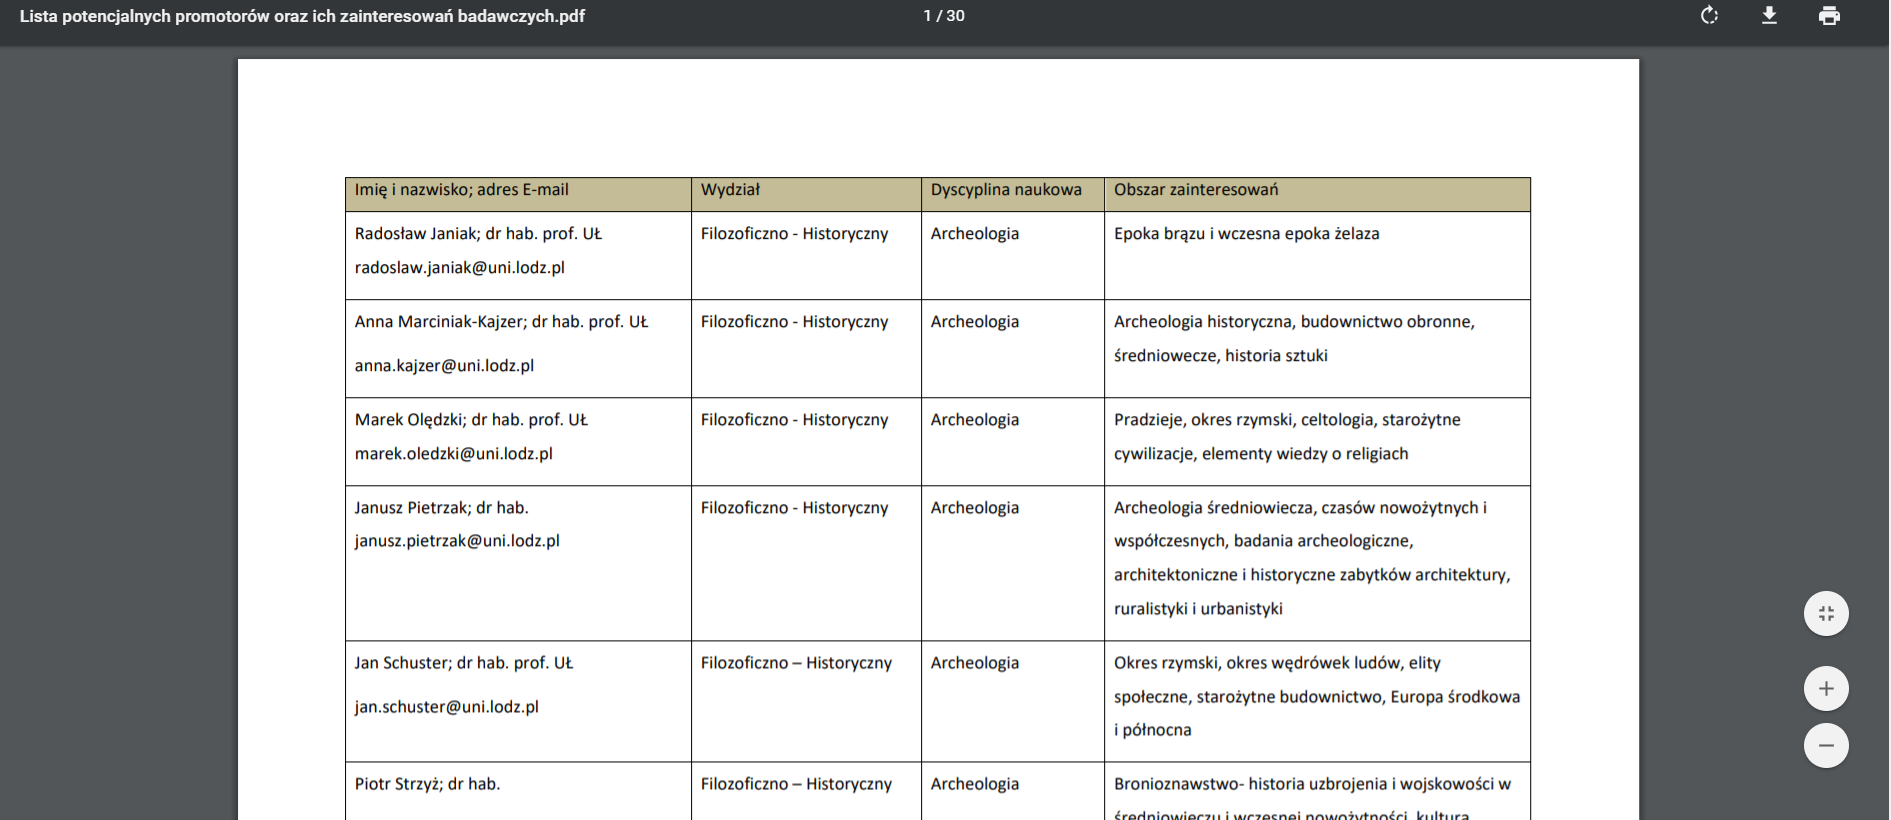 Lista potencjalnych promotorów oraz ich zainteresowań badawczych.pdf
1 / 30
Imię i nazwisko; adres E-mail
Wydział
Dyscyplina naukowa
Obszar zainteresowań
Radosław Janiak; dr hab. prof. UŁ
radoslaw.janiak@uni.lodz.pl
Filozoficzno - Historyczny
Archeologia
Epoka brązu i wczesna epoka żelaza
Anna Marciniak-Kajzer; dr hab. prof. UŁ
anna.kajzer@uni.lodz.pl
Filozoficzno - Historyczny
Archeologia
Archeologia historyczna, budownictwo obronne,
średniowecze, historia sztuki
Marek Olędzki; dr hab. prof. UŁ
marek.oledzki@uni.lodz.pl
Filozoficzno - Historyczny
Archeologia
Pradzieje, okres rzymski, celtologia, starożytne
cywilizacje, elementy wiedzy o religiach
Janusz Pietrzak; dr hab.
janusz.pietrzak@uni.lodz.pl
Filozoficzno - Historyczny
Archeologia
Archeologia średniowiecza, czasów nowożytnych i
współczesnych, badania archeologiczne,
architektoniczne i historyczne zabytków architektury,
ruralistyki i urbanistyki
Jan Schuster; dr hab. prof. UŁ
jan.schuster@uni.lodz.pl
Filozoficzno – Historyczny
Archeologia
Okres rzymski, okres wędrówek ludów, elity
społeczne, starożytne budownictwo, Europa środkowa
i północna
Piotr Strzyż; dr hab.
Filozoficzno – Historyczny
Archeologia
Bronioznawstwo- historia uzbrojenia i wojskowości w
średniowieczu i wczesnej nowożytności, kultura